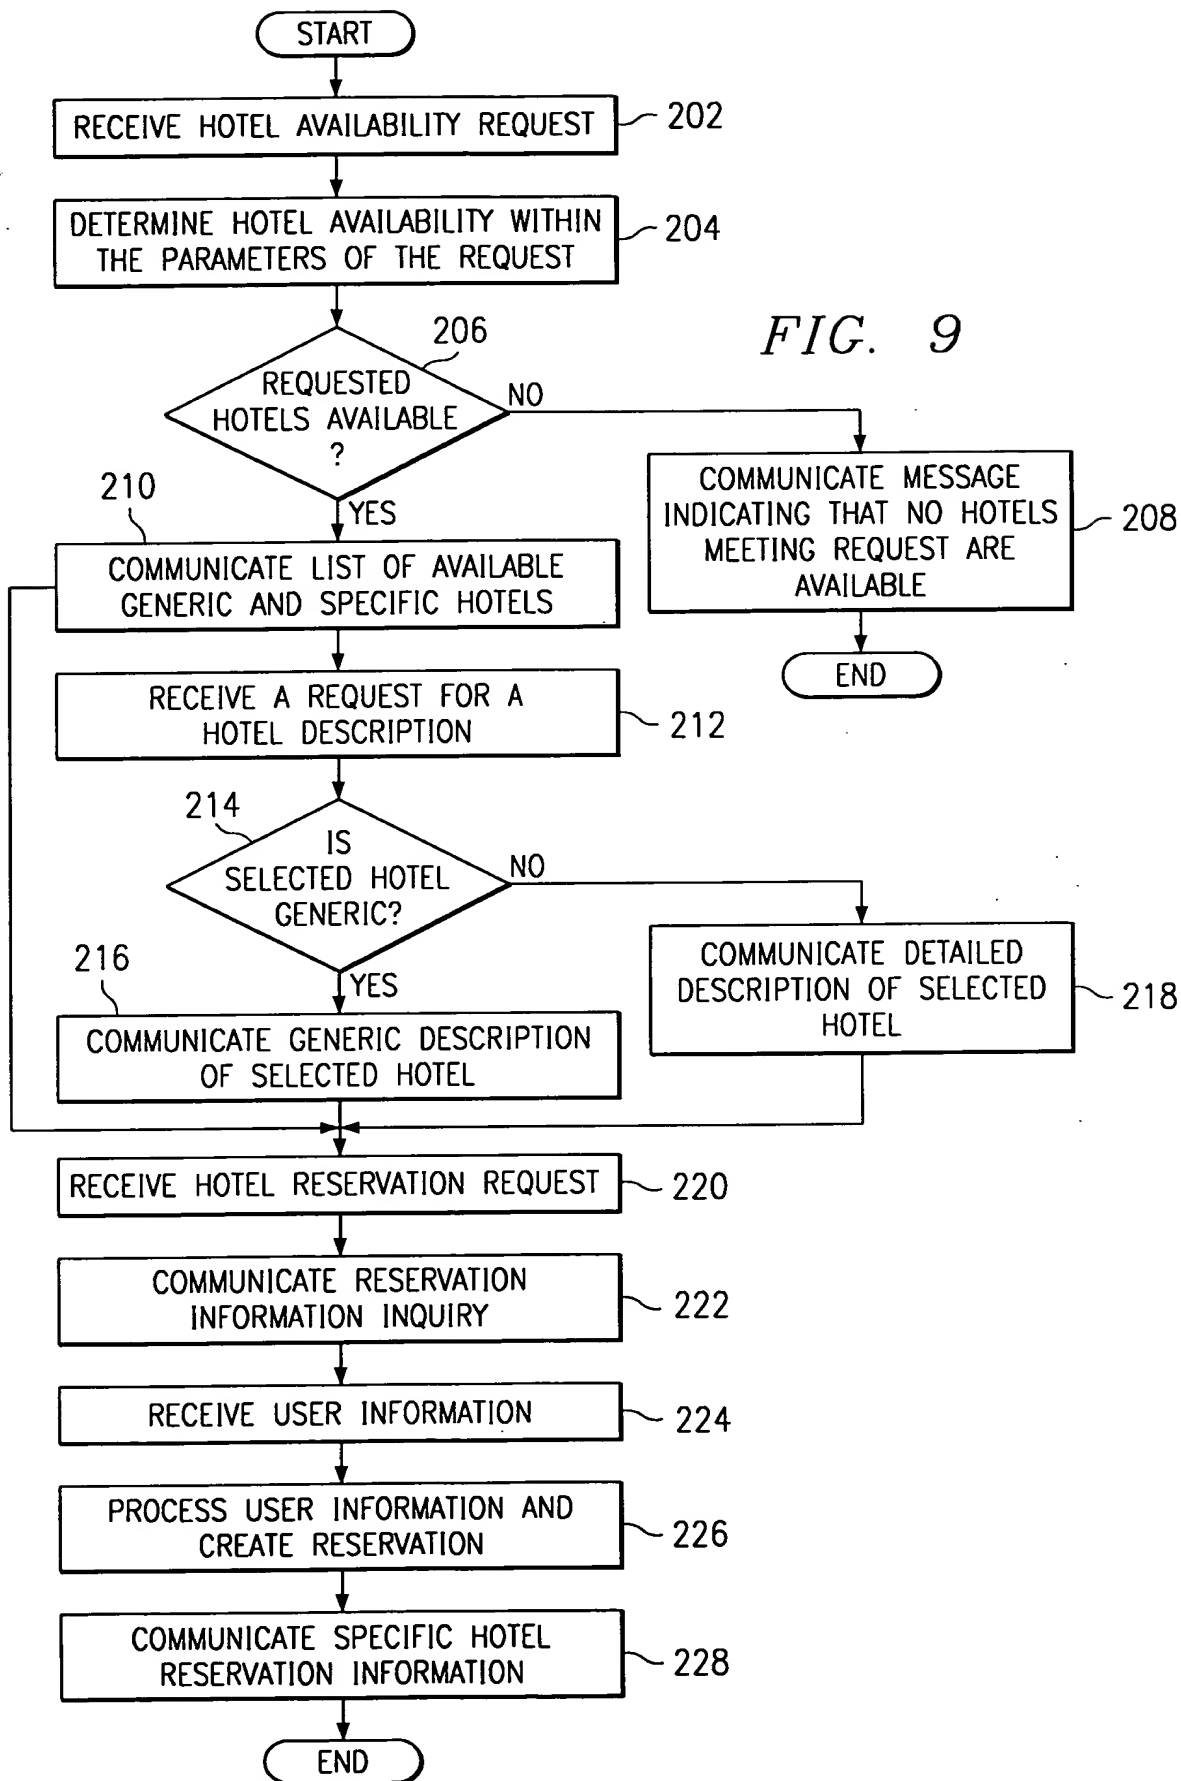 START
RECEIVE HOTEL AVAILABILITY REQUEST
202
DETERMINE HOTEL AVAILABILITY WITHIN
THE PARAMETERS OF THE REQUEST
204
FIG. 9
206
REQUESTED
HOTELS AVAILABLE
?
NO
YES
COMMUNICATE MESSAGE
INDICATING THAT NO HOTELS
MEETING REQUEST ARE
AVAILABLE
208
END
210
COMMUNICATE LIST OF AVAILABLE
GENERIC AND SPECIFIC HOTELS
RECEIVE A REQUEST FOR A
HOTEL DESCRIPTION
212
214
IS
SELECTED HOTEL
GENERIC?
NO
YES
COMMUNICATE DETAILED
DESCRIPTION OF SELECTED
HOTEL
218
216
COMMUNICATE GENERIC DESCRIPTION
OF SELECTED HOTEL
RECEIVE HOTEL RESERVATION REQUEST
220
COMMUNICATE RESERVATION
INFORMATION INQUIRY
222
RECEIVE USER INFORMATION
224
PROCESS USER INFORMATION AND
CREATE RESERVATION
226
COMMUNICATE SPECIFIC HOTEL
RESERVATION INFORMATION
228
END